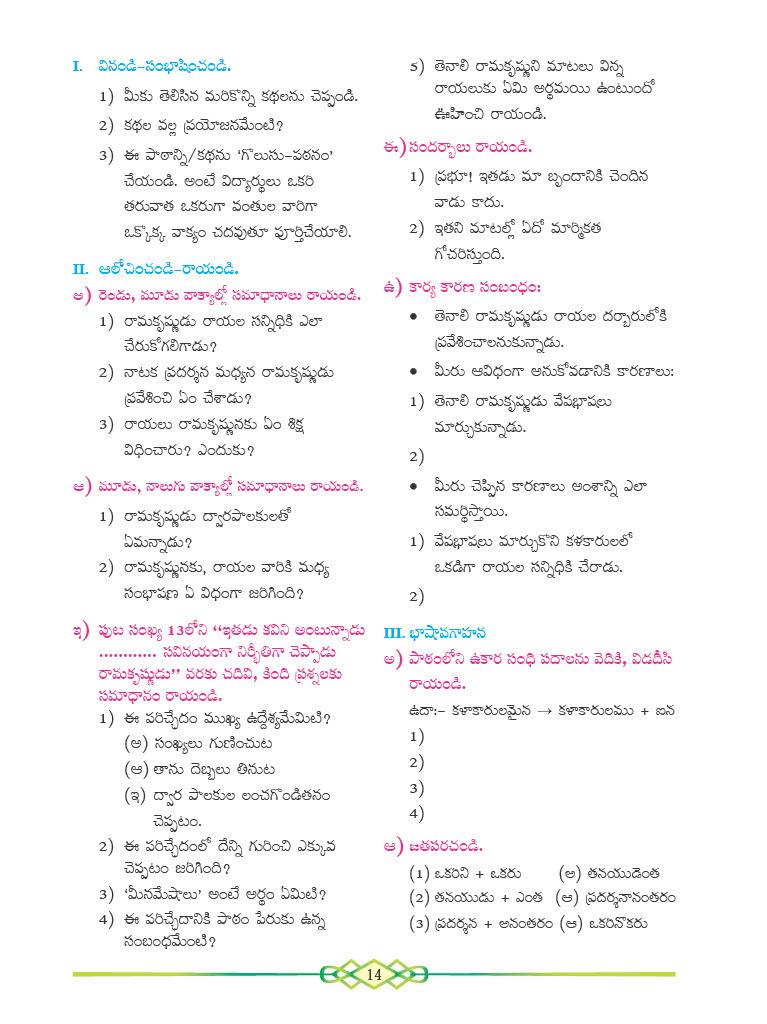 I. వినండి-సంభాషించండి.
1) మీకు తెలిసిన మరికొన్ని కథలను చెప్పండి.
2) కథల వల్ల ప్రయోజనమేంటి?
3) ఈ పాఠాన్ని/కథను ‘గొలుసు-పఠనం’
చేయండి. అంటే విద్యార్థులు ఒకరి
తరువాత ఒకరుగా వంతుల వారిగా
ఒక్కొక్క వాక్యం చదవుతూ పూర్తిచేయాలి.
II. ఆలోచించండి-రాయండి.
అ) రెండు, మూడు వాక్యాల్లో సమాధానాలు రాయండి.
1) రామకృష్ణుడు రాయల సన్నిధికి ఎలా
చేరుకోగలిగాడు?
2) నాటక ప్రదర్శన మధ్యన రామకృష్ణుడు
ప్రవేశించి ఏం చేశాడు?
3) రాయలు రామకృష్ణునకు ఏం శిక్ష
విధించారు? ఎందుకు?
ఆ) మూడు, నాలుగు వాక్యాల్లో సమాధానాలు రాయండి.
1) రామకృష్ణుడు ద్వారపాలకులతో
ఏమన్నాడు?
2) రామకృష్ణునకు, రాయల వారికి మధ్య
సంభాషణ ఏ విధంగా జరిగింది?
ఇ) పుట సంఖ్య 13లోని ‘‘ఇతడు కవిని అంటున్నాడు
............ సవినయంగా నిర్భీతిగా చెప్పాడు
రామకృష్ణుడు’’ వరకు చదివి, కింది ప్రశ్నలకు
సమాధానం రాయండి.
1) ఈ పరిచ్ఛేదం ముఖ్య ఉద్దేశ్యమేమిటి?
(అ) సంఖ్యలు గుణించుట
(ఆ) తాను దెబ్బలు తినుట
(ఇ) ద్వార పాలకుల లంచగొండితనం
చెప్పటం.
2) ఈ పరిచ్ఛేదంలో దేన్ని గురించి ఎక్కువ
చెప్పటం జరిగింది?
3) ‘మీనమేషాలు’ అంటే అర్థం ఏమిటి?
4) ఈ పరిచ్ఛేదానికి పాఠం పేరుకు ఉన్న
సంబంధమేంటి?
5) తెనాలి రామకృష్ణుని మాటలు విన్న
రాయలుకు ఏమి అర్థమయి ఉంటుందో
ఊహించి రాయండి.
ఈ) సందర్భాలు రాయండి.
1) ప్రభూ! ఇతడు మా బృందానికి చెందిన
వాడు కాదు.
2) ఇతని మాటల్లో ఏదో మార్మికత
గోచరిస్తుంది.
ఉ) కార్య కారణ సంబంధం:
• తెనాలి రామకృష్ణుడు రాయల దర్బారులోకి
ప్రవేశించాలనుకున్నాడు.
• మీరు ఆవిధంగా అనుకోవడానికి కారణాలు:
1) తెనాలి రామకృష్ణుడు వేషభాషలు
మార్చుకున్నాడు.
2)
• మీరు చెప్పిన కారణాలు అంశాన్ని ఎలా
సమర్థిస్తాయి.
1) వేషభాషలు మార్చుకొని కళకారులలో
ఒకడిగా రాయల సన్నిధికి చేరాడు.
2)
III. భాషావగాహన
అ) పాఠంలోని ఉకార సంధి పదాలను వెదికి, విడదీసి
రాయండి.
ఉదా:- కళాకారులమైన → కళాకారులము + ఐన
1)
2)
3)
4)
ఆ) జతపరచండి.
(1) ఒకరిని + ఒకరు (అ) తనయుడెంత
(2) తనయుడు + ఎంత (ఆ) ప్రదర్శనానంతరం
(3) ప్రదర్శన + అనంతరం (ఆ) ఒకరినొకరు
14